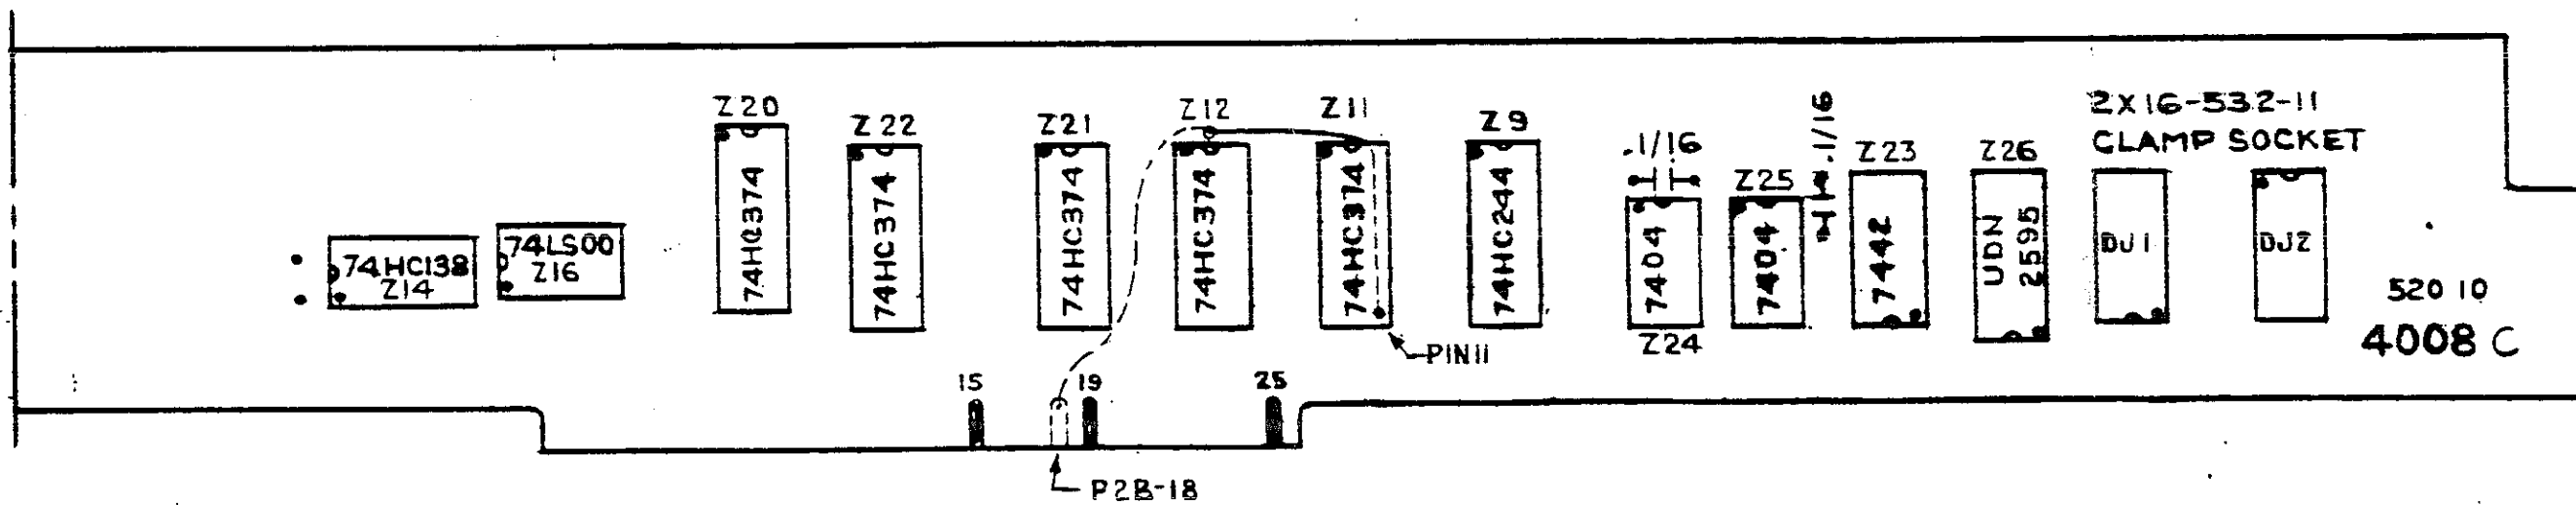 Z20
74HC374
Z22
74HC374
Z21
74HC374
Z12
74HC374
Z11
74HC374
Z9
74HC244
.1/16
7404
Z24
Z25
7404
.1/16
Z23
7442
Z26
UDN
2595
2X16-532-11
CLAMP SOCKET
DJ1
DJ2
74HC138
Z14
74LS00
Z16
520 10
4008 C
PIN11
15
19
25
P2B-18